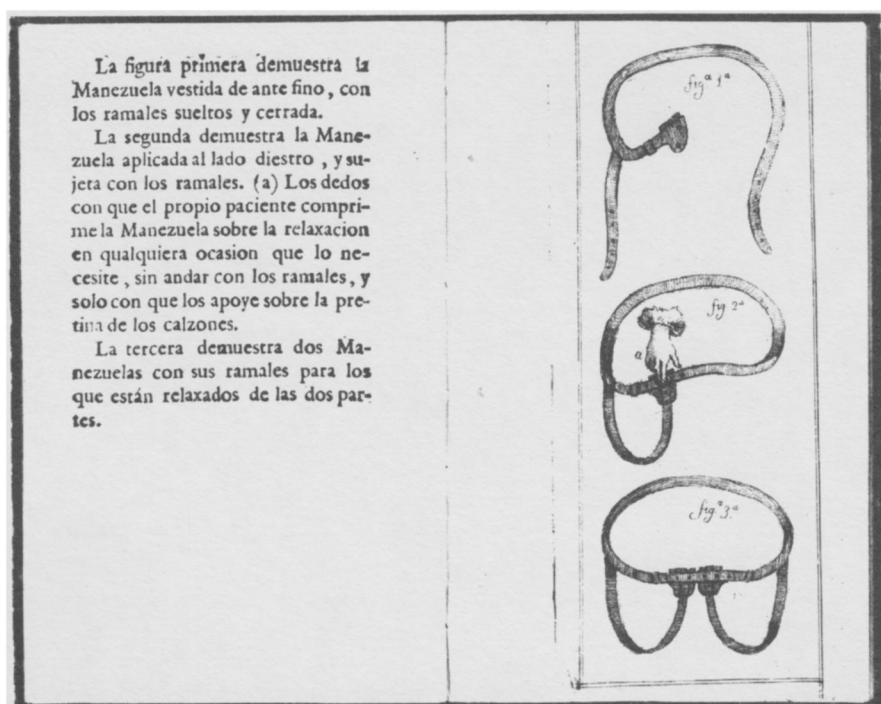 La figura primera demuestra la
Manezuela vestida de ante fino, con
los ramales sueltos y cerrada.
La segunda demuestra la Mane-
zuela aplicada al lado diestro, y su-
jeta con los ramales. (a) Los dedos
con que el propio paciente compri-
me la Manezuela sobre la relaxacion
en qualquiera ocasion que lo ne-
cesite, sin andar con los ramales, y
solo con que los apoye sobre la pre-
tina de los calzones.
La tercera demuestra dos Ma-
nezuelas con sus ramales para los
que están relaxados de las dos par-
tes.
fig.ª 1.ª
fig 2.ª
a
fig.ª 3.ª